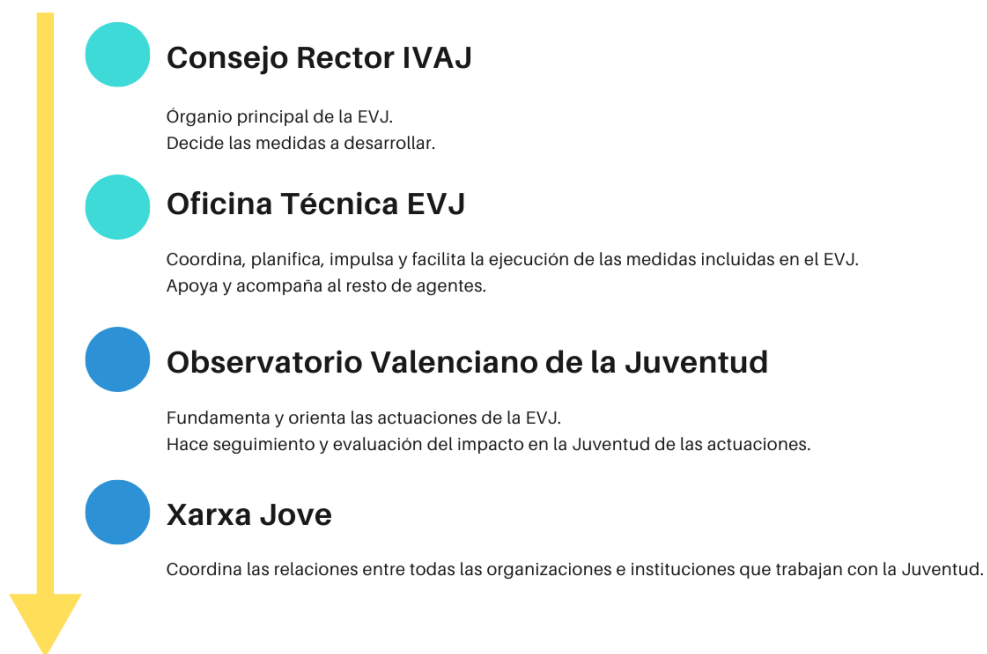 Consejo Rector IVAJ
Órganio principal de la EVJ.
Decide las medidas a desarrollar.
Oficina Técnica EVJ
Coordina, planifica, impulsa y facilita la ejecución de las medidas incluidas en el EVJ.
Apoya y acompaña al resto de agentes.
Observatorio Valenciano de la Juventud
Fundamenta y orienta las actuaciones de la EVJ.
Hace seguimiento y evaluación del impacto en la Juventud de las actuaciones.
Xarxa Jove
Coordina las relaciones entre todas las organizaciones e instituciones que trabajan con la Juventud.